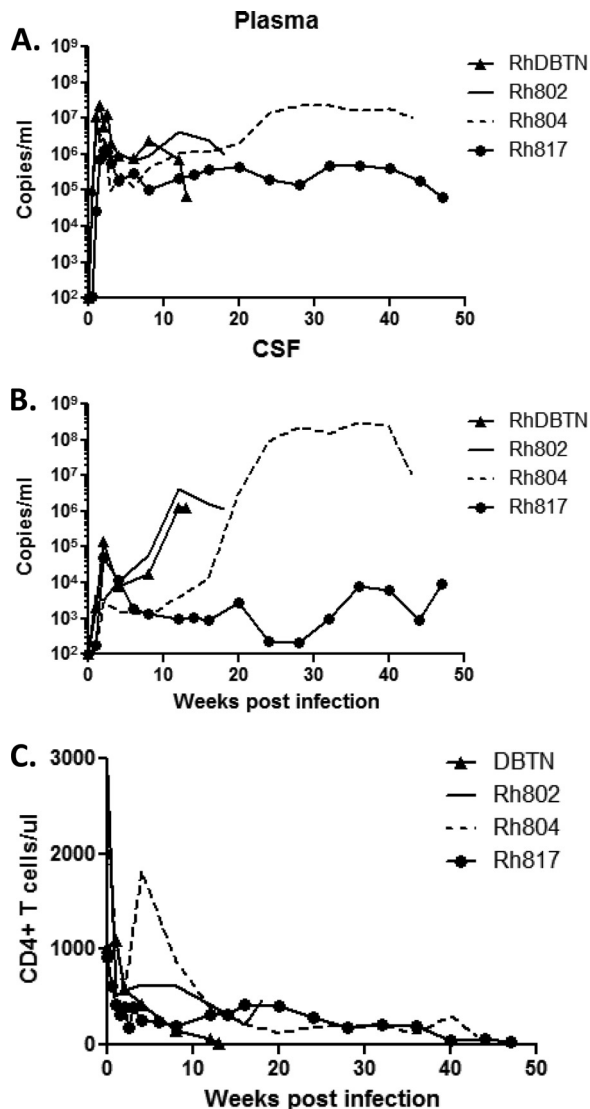 A.
Plasma
10⁹
10⁸
10⁷
10⁶
10⁵
10⁴
10³
10²
Copies/ml
0 10 20 30 40 50
RhDBTN
Rh802
Rh804
Rh817
CSF
B.
10⁹
10⁸
10⁷
10⁶
10⁵
10⁴
10³
10²
Copies/ml
0 10 20 30 40 50
Weeks post infection
RhDBTN
Rh802
Rh804
Rh817
C.
3000
2000
1000
0
CD4+ T cells/ul
0 10 20 30 40 50
Weeks post infection
DBTN
Rh802
Rh804
Rh817